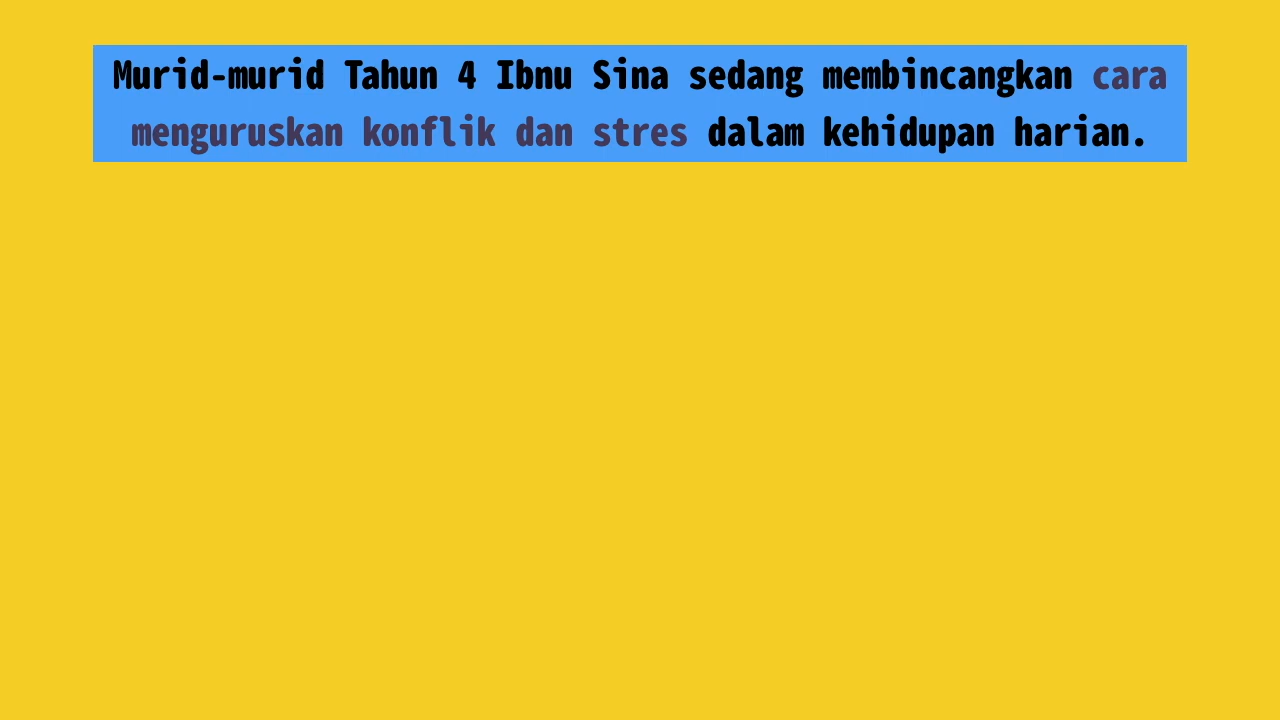 Murid-murid Tahun 4 Ibnu Sina sedang membincangkan cara
menguruskan konflik dan stres dalam kehidupan harian.